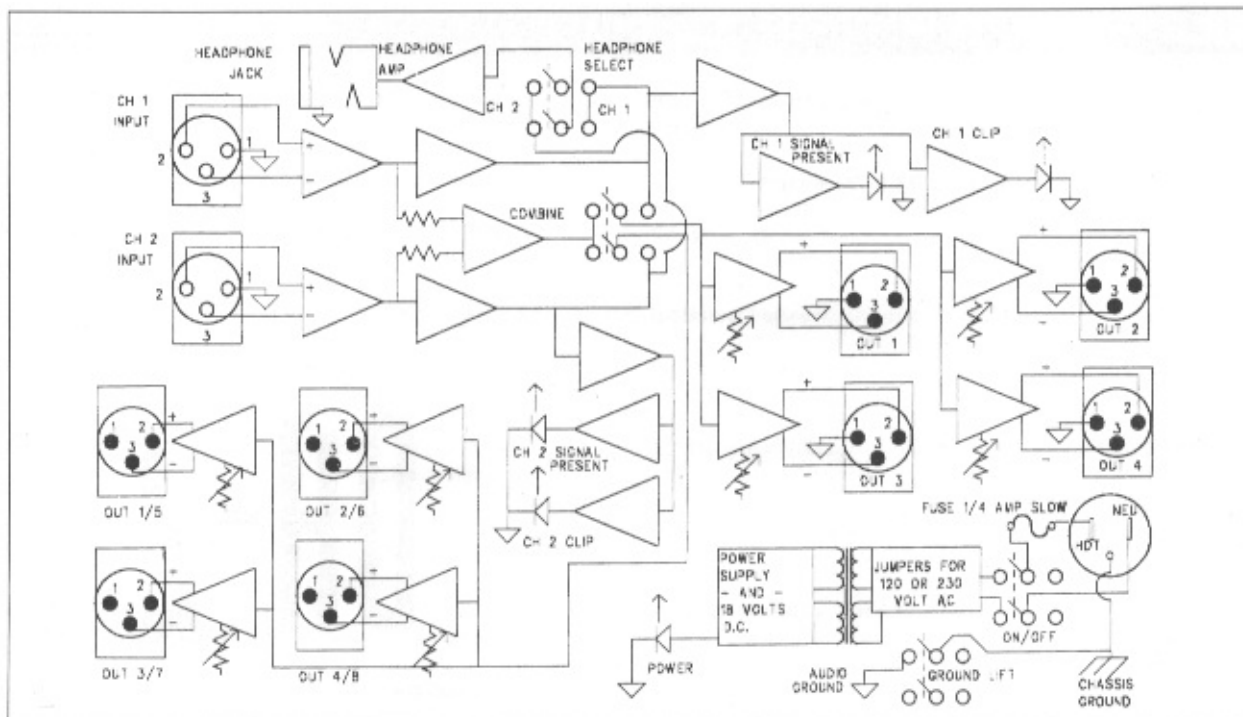 HEADPHONE
JACK
HEADPHONE
AMP
HEADPHONE
SELECT
CH 2
CH 1
CH 1
INPUT
2
1
3
+
-
CH 1 SIGNAL
PRESENT
CH 1 CLIP
COMBINE
CH 2
INPUT
2
1
3
+
-
+
-
1
2
3
OUT 1
+
-
1
2
3
OUT 2
+
-
1
2
3
OUT 3
-
-
1
2
3
OUT 4
1
2
3
+
-
OUT 1/5
1
2
3
+
-
OUT 2/6
1
2
3
+
-
OUT 3/7
1
2
3
+
-
OUT 4/8
CH 2 SIGNAL
PRESENT
CH 2 CLIP
FUSE 1/4 AMP SLOW
HOT
NEU
POWER
SUPPLY
- AND -
18 VOLTS
D.C.
JUMPERS FOR
120 OR 230
VOLT AC
ON/OFF
POWER
AUDIO
GROUND
GROUND LIFT
CHASSIS
GROUND